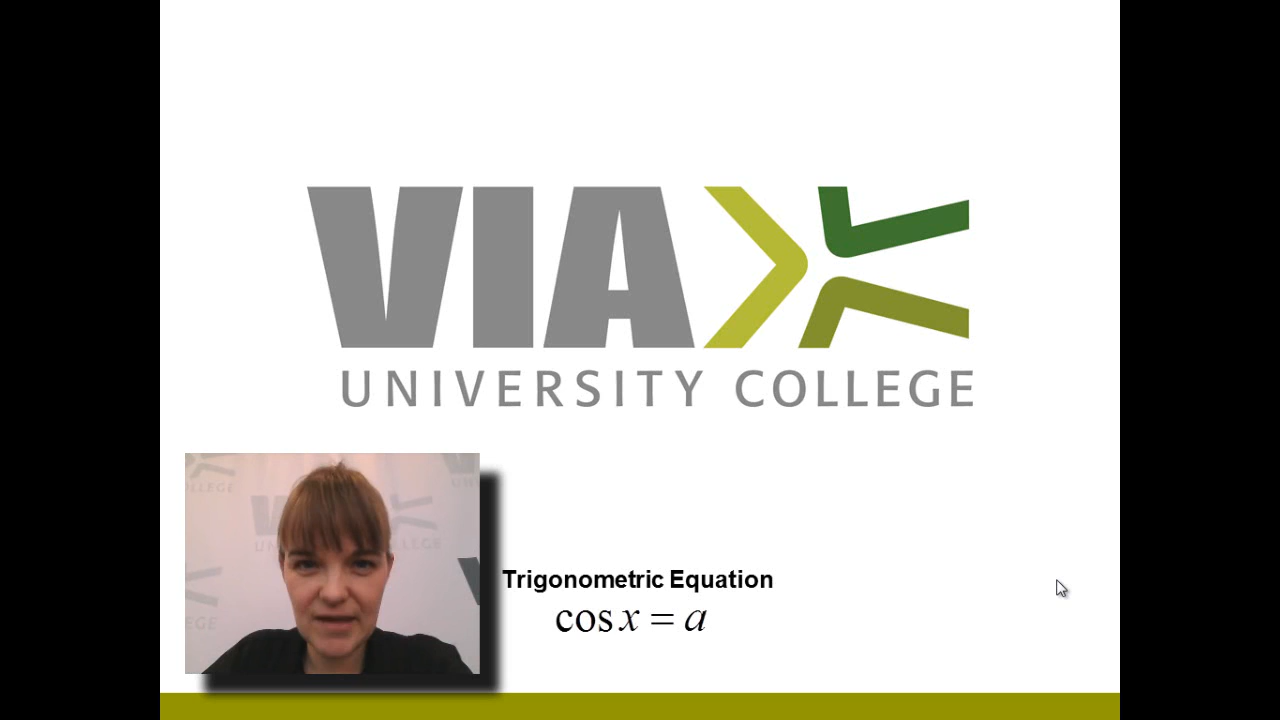 VIA
UNIVERSITY COLLEGE
Trigonometric Equation
cos x = a